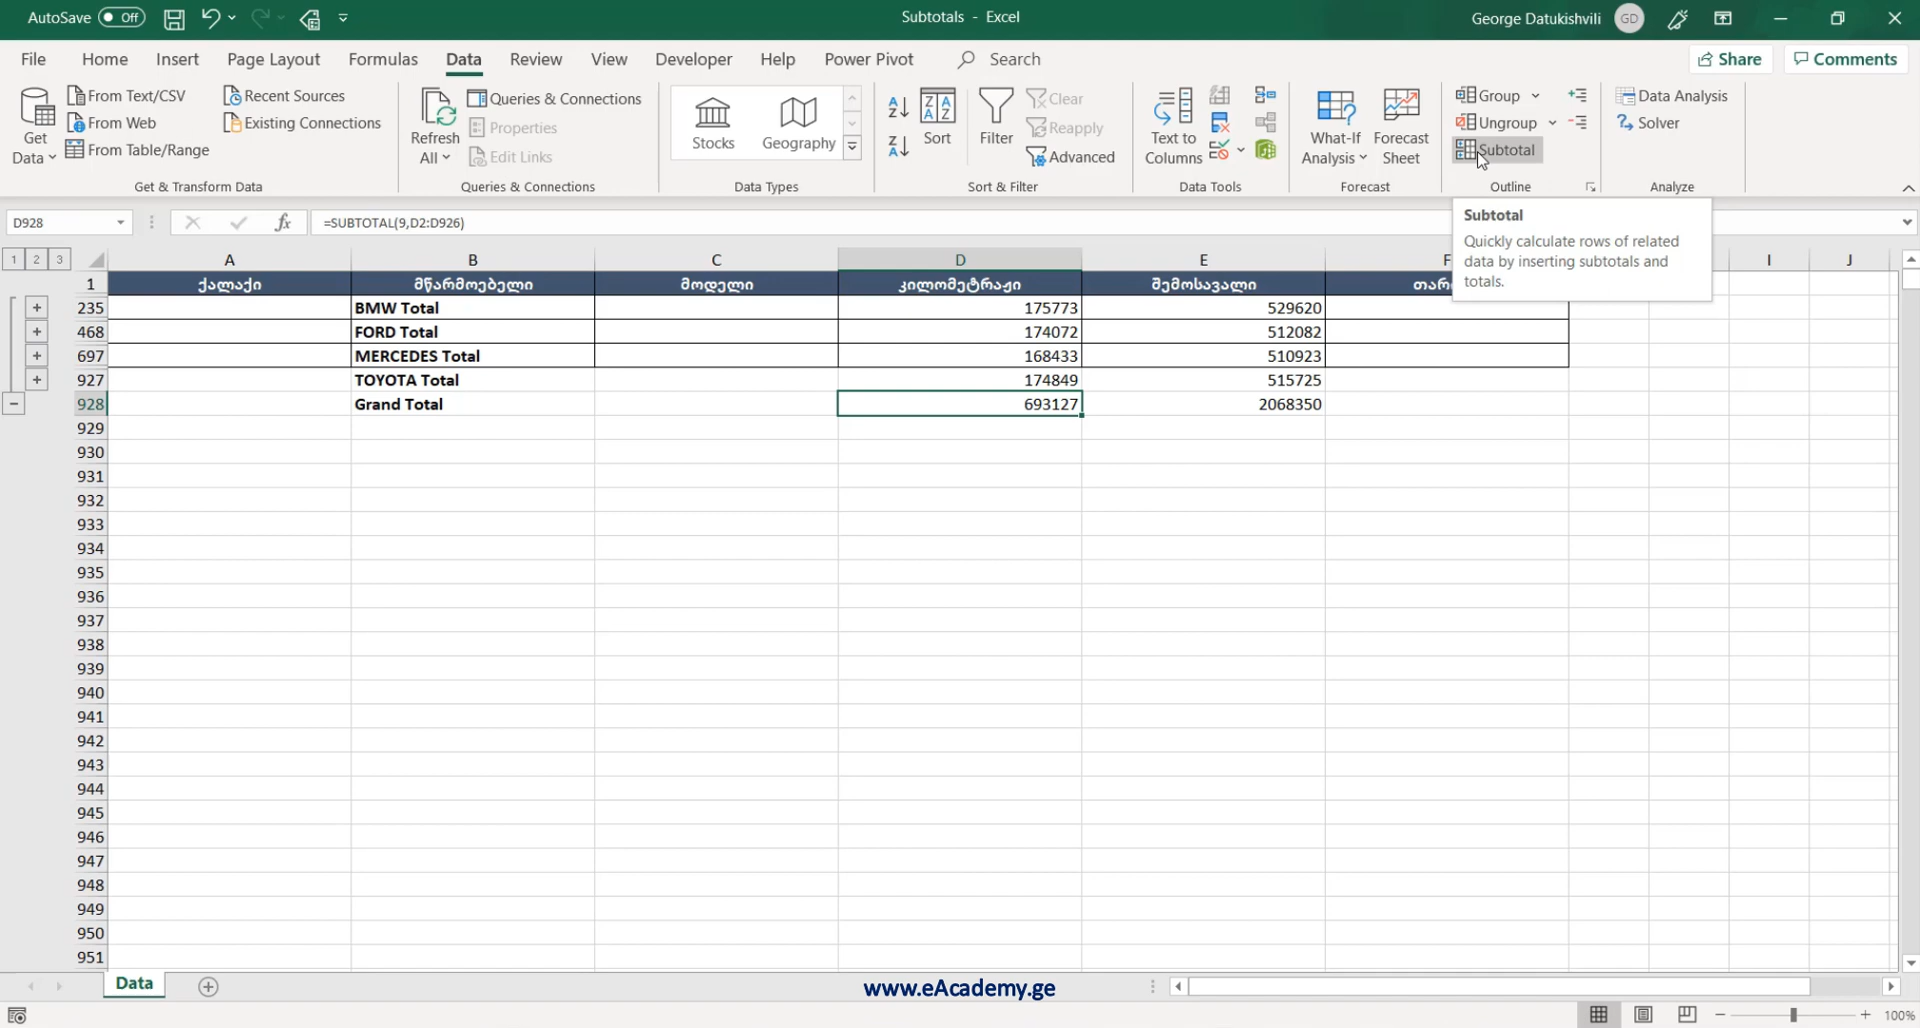 AutoSave Off
Subtotals - Excel
George Datukishvili GD
File Home Insert Page Layout Formulas Data Review View Developer Help Power Pivot Search Share Comments
Get Data
From Text/CSV
From Web
From Table/Range
Recent Sources
Existing Connections
Get & Transform Data
Refresh All
Queries & Connections
Properties
Edit Links
Queries & Connections
Stocks
Geography
Data Types
Sort
Filter
Clear
Reapply
Advanced
Sort & Filter
Text to Columns
Data Tools
What-If Analysis
Forecast Sheet
Forecast
Group
Ungroup
Subtotal
Outline
Data Analysis
Solver
Analyze
D928
fx
=SUBTOTAL(9,D2:D926)
Subtotal
Quickly calculate rows of related
data by inserting subtotals and
totals.
1 2 3
A B C D E F I J
1 ქალაქი მწარმოებელი მოდელი კილომეტრაჟი შემოსავალი
235 BMW Total 175773 529620
468 FORD Total 174072 512082
697 MERCEDES Total 168433 510923
927 TOYOTA Total 174849 515725
928 Grand Total 693127 2068350
929
930
931
932
933
934
935
936
937
938
939
940
941
942
943
944
945
946
947
948
949
950
951
Data
www.eAcademy.ge
100%